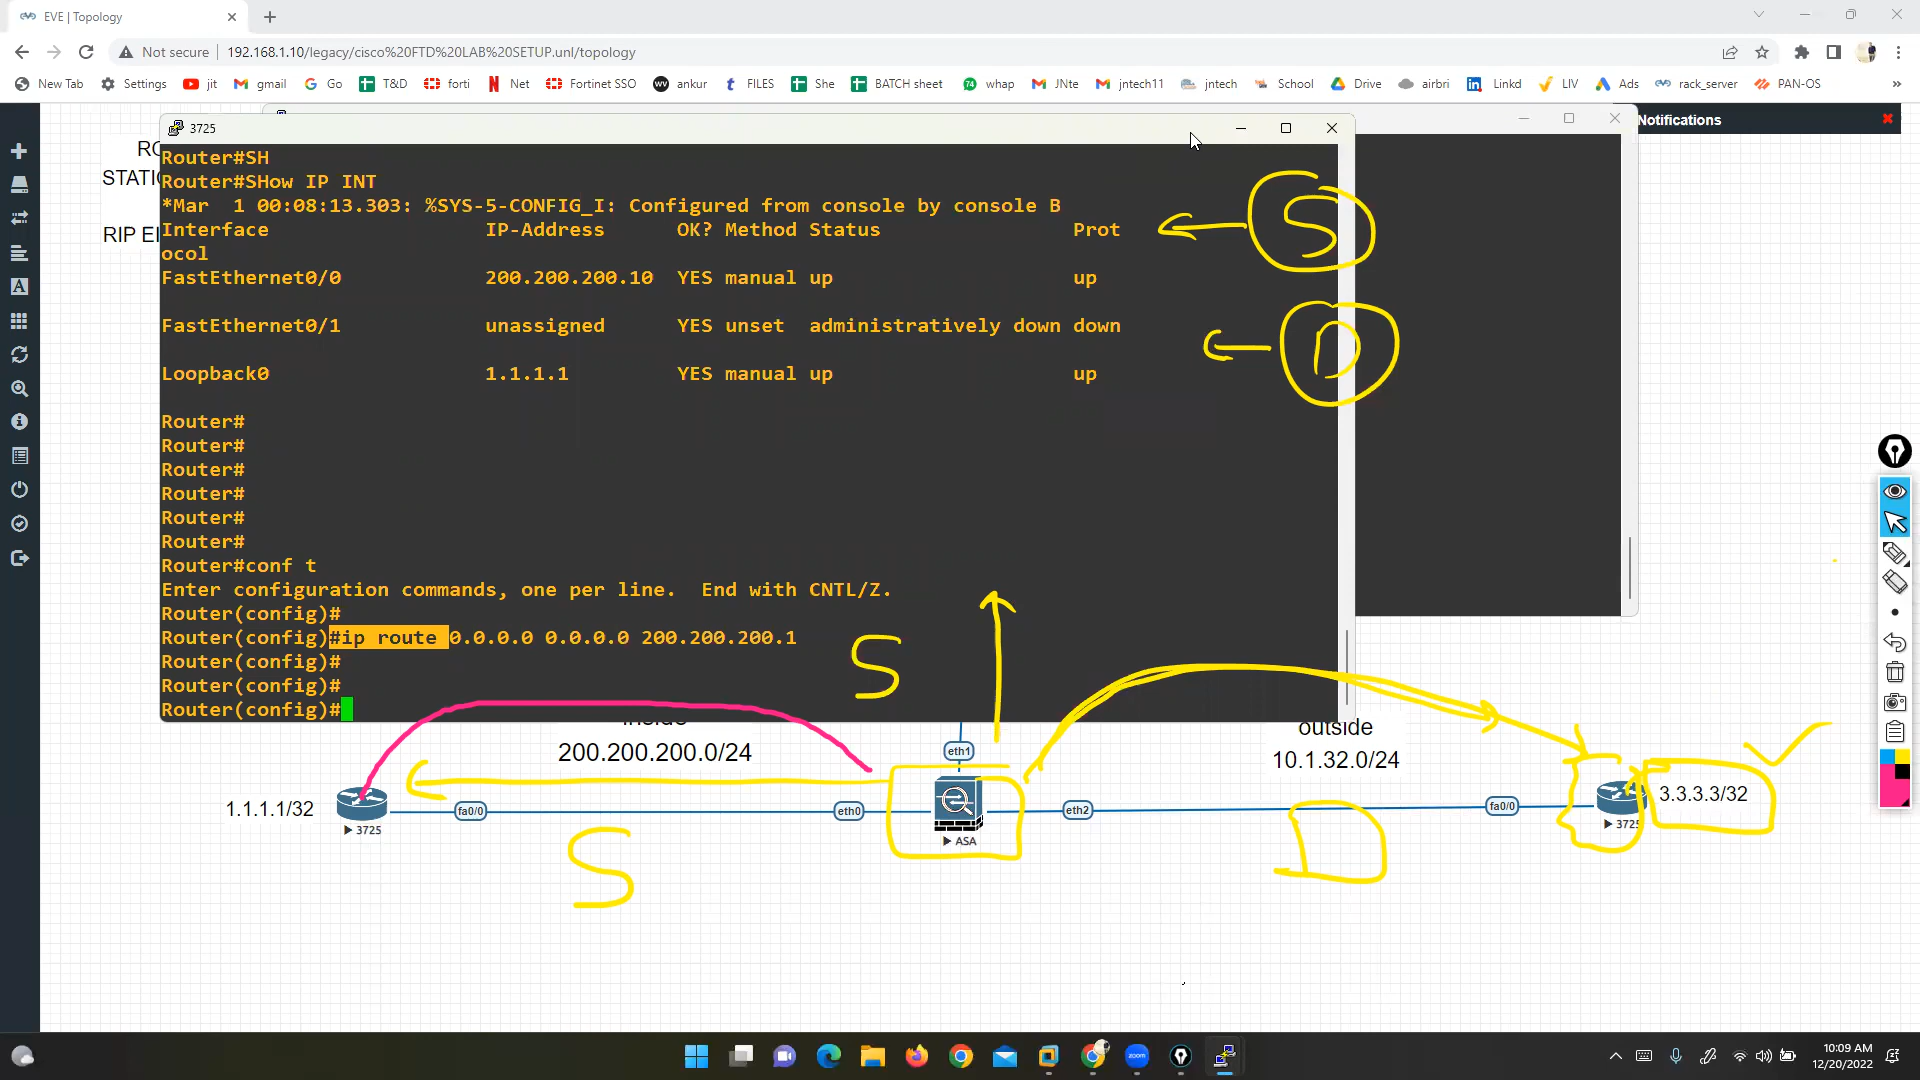 EVE | Topology
Not secure
192.168.1.10/legacy/cisco%20FTD%20LAB%20SETUP.unl/topology
New Tab
Settings
jit
gmail
Go
T&D
forti
Net
Fortinet SSO
ankur
FILES
She
BATCH sheet
whap
JNte
jntech11
jntech
School
Drive
airbri
Linkd
LIV
Ads
rack_server
PAN-OS
»
Notifications
RO
STATIC
RIP E
3725
Router#SH
Router#SHow IP INT
*Mar  1 00:08:13.303: %SYS-5-CONFIG_I: Configured from console by console B
Interface IP-Address OK? Method Status Prot
ocol
FastEthernet0/0 200.200.200.10 YES manual up up
FastEthernet0/1 unassigned YES unset administratively down down
Loopback0 1.1.1.1 YES manual up up
Router#
Router#
Router#
Router#
Router#
Router#
Router#conf t
Enter configuration commands, one per line.  End with CNTL/Z.
Router(config)#
Router(config)#ip route 0.0.0.0 0.0.0.0 200.200.200.1
Router(config)#
Router(config)#
Router(config)#
S
D
S
inside
200.200.200.0/24
eth1
outside
10.1.32.0/24
1.1.1.1/32
3725
fa0/0
eth0
ASA
eth2
fa0/0
3725
3.3.3.3/32
S
D
zoom
10:09 AM
12/20/2022